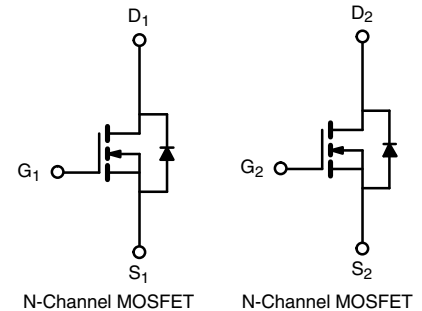 D1 D2
G1 G2
S1 S2
N-Channel MOSFET N-Channel MOSFET